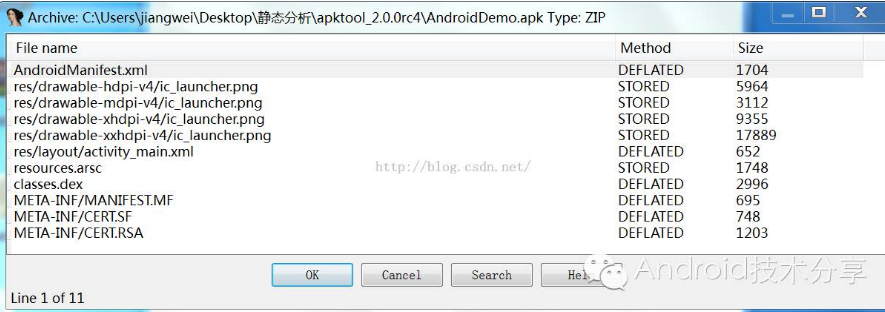 Archive: C:\Users\jiangwei\Desktop\静态分析\apktool_2.0.0rc4\AndroidDemo.apk Type: ZIP
File name Method Size
AndroidManifest.xml DEFLATED 1704
res/drawable-hdpi-v4/ic_launcher.png STORED 5964
res/drawable-mdpi-v4/ic_launcher.png STORED 3112
res/drawable-xhdpi-v4/ic_launcher.png STORED 9355
res/drawable-xxhdpi-v4/ic_launcher.png STORED 17889
res/layout/activity_main.xml DEFLATED 652
resources.arsc STORED 1748
http://blog.csdn.net/
classes.dex DEFLATED 2996
META-INF/MANIFEST.MF DEFLATED 695
META-INF/CERT.SF DEFLATED 748
META-INF/CERT.RSA DEFLATED 1203
OK Cancel Search Hel
Android技术分享
Line 1 of 11